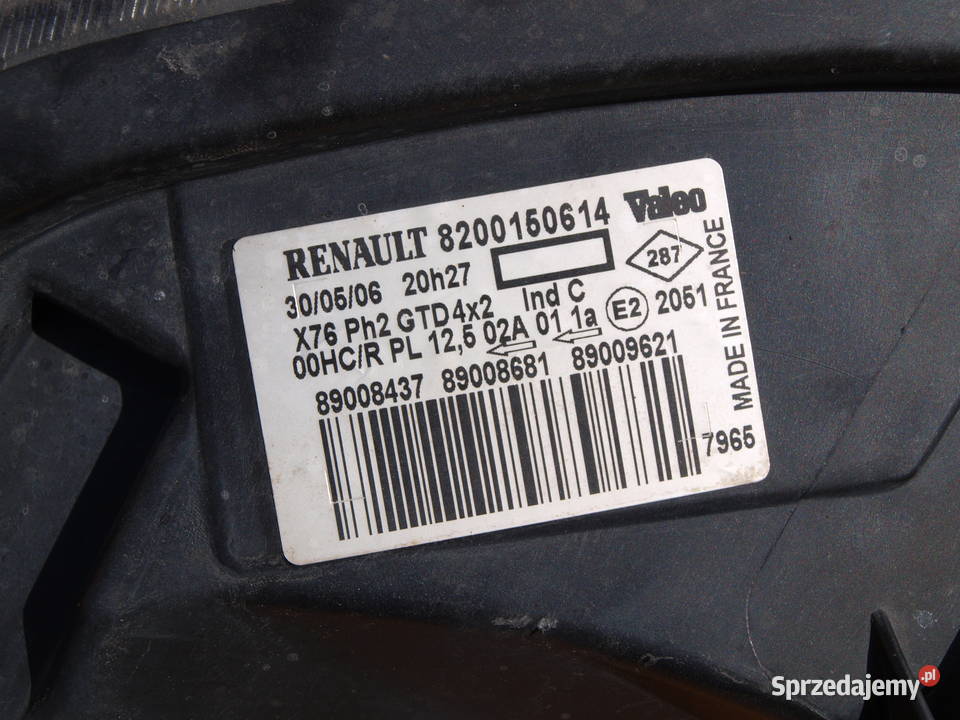 RENAULT 8200150614 Valeo
30/05/06 20h27 287
X76 Ph2 GTD4x2 Ind C E2 2051
00HC/R PL 12,5 02A 01 1a
89008437 89008681 89009621
7965
MADE IN FRANCE
Sprzedajemy.pl